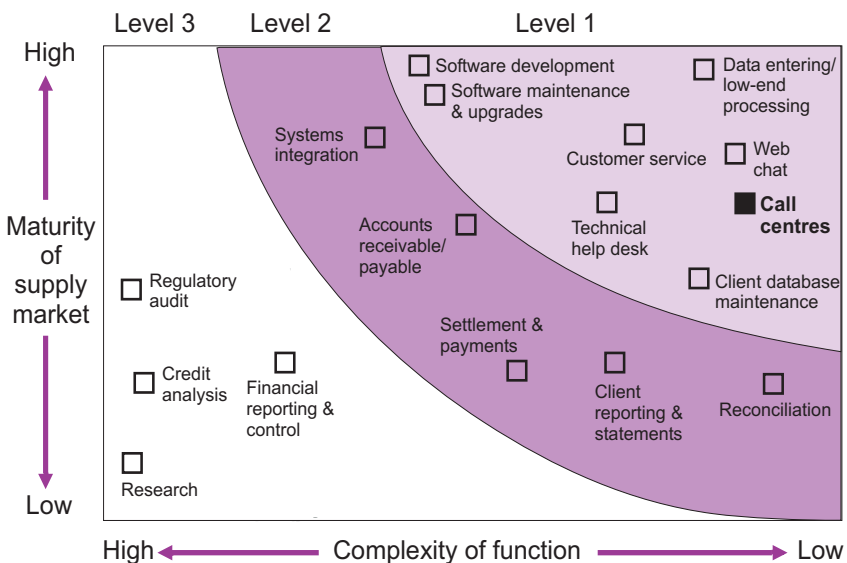 Level 3
Level 2
Level 1
High
Maturity
of
supply
market
Low
Software development
Software maintenance
& upgrades
Data entering/
low-end
processing
Systems
integration
Customer service
Web
chat
Accounts
receivable/
payable
Technical
help desk
Call
centres
Regulatory
audit
Client database
maintenance
Settlement &
payments
Credit
analysis
Financial
reporting &
control
Client
reporting &
statements
Reconciliation
Research
High
Complexity of function
Low